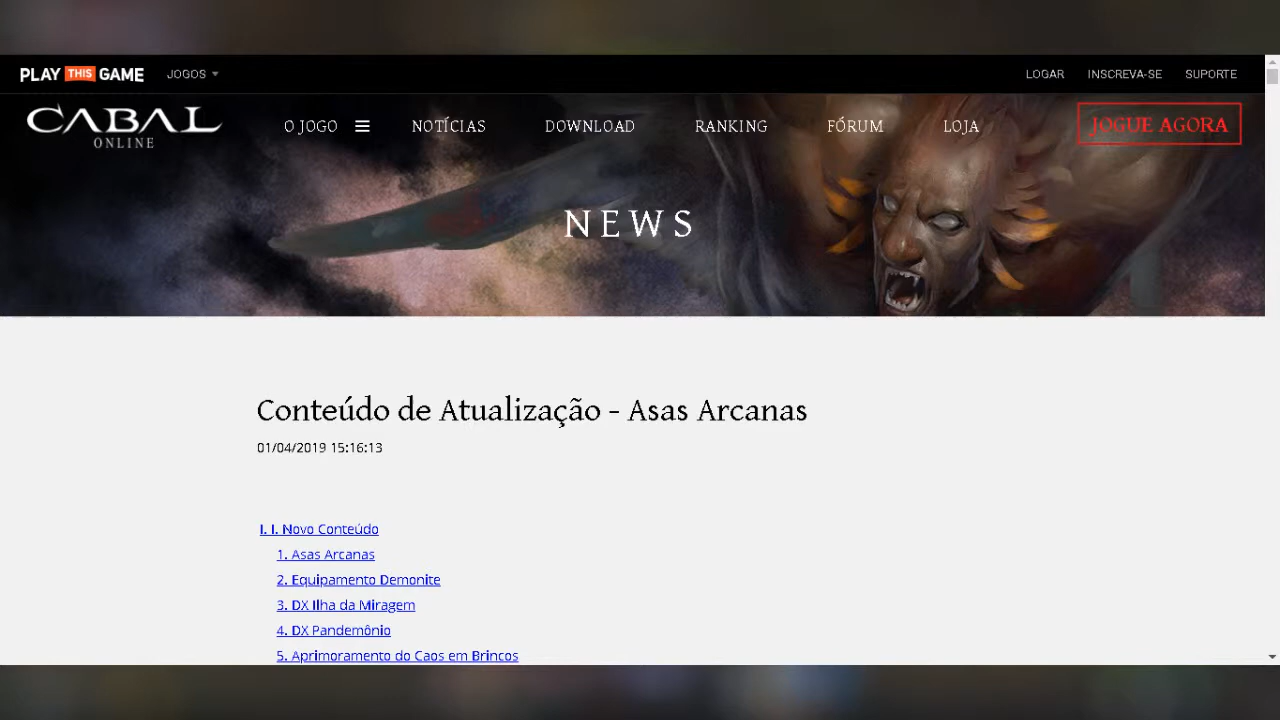 PLAY THIS GAME JOGOS LOGAR INSCREVA-SE SUPORTE
CABAL ONLINE O JOGO NOTÍCIAS DOWNLOAD RANKING FÓRUM LOJA JOGUE AGORA
NEWS
Conteúdo de Atualização - Asas Arcanas
01/04/2019 15:16:13
I. I. Novo Conteúdo
1. Asas Arcanas
2. Equipamento Demonite
3. DX Ilha da Miragem
4. DX Pandemônio
5. Aprimoramento do Caos em Brincos